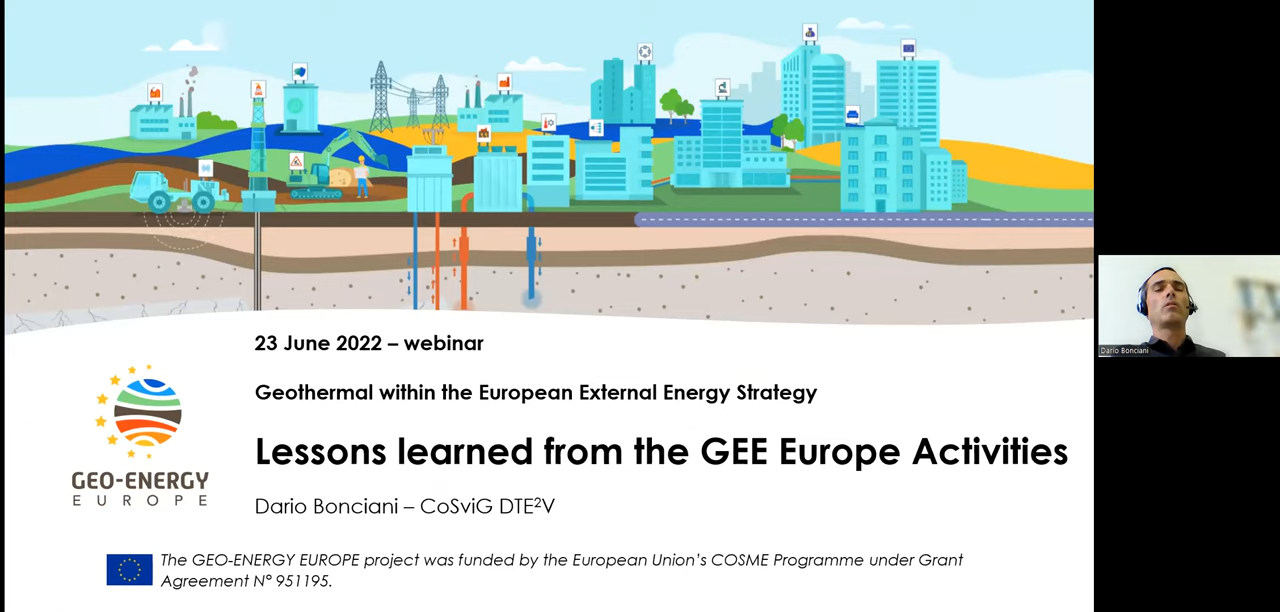 23 June 2022 – webinar
Geothermal within the European External Energy Strategy
Lessons learned from the GEE Europe Activities
GEO-ENERGY
EUROPE
Dario Bonciani – CoSviG DTE²V
The GEO-ENERGY EUROPE project was funded by the European Union's COSME Programme under Grant
Agreement N° 951195.
Dario Bonciani